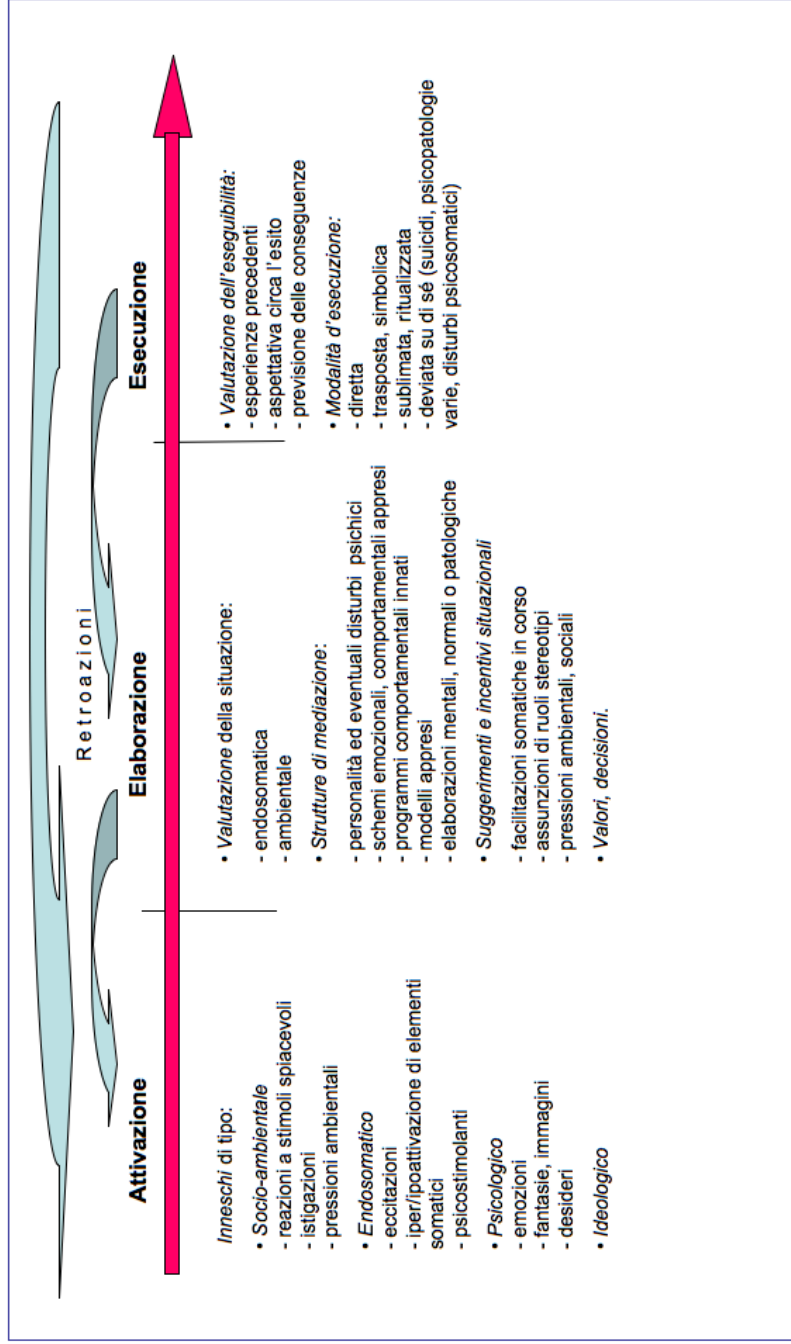 Retroazioni
Attivazione
Inneschi di tipo:
• Socio-ambientale
- reazioni a stimoli spiacevoli
- istigazioni
- pressioni ambientali
• Endosomatico
- eccitazioni
- iper/ipoattivazione di elementi
somatici
- psicostimolanti
• Psicologico
- emozioni
- fantasie, immagini
- desideri
• Ideologico
Elaborazione
• Valutazione della situazione:
- endosomatica
- ambientale
• Strutture di mediazione:
- personalità ed eventuali disturbi psichici
- schemi emozionali, comportamentali appresi
- programmi comportamentali innati
- modelli appresi
- elaborazioni mentali, normali o patologiche
• Suggerimenti e incentivi situazionali
- facilitazioni somatiche in corso
- assunzioni di ruoli stereotipi
- pressioni ambientali, sociali
• Valori, decisioni.
Esecuzione
• Valutazione dell'eseguibilità:
- esperienze precedenti
- aspettativa circa l'esito
- previsione delle conseguenze
• Modalità d'esecuzione:
- diretta
- trasposta, simbolica
- sublimata, ritualizzata
- deviata su di sé (suicidi, psicopatologie
varie, disturbi psicosomatici)